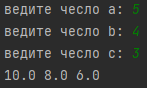 ведите чесло a: 5
ведите чесло b: 4
ведите чесло c: 3
10.0 8.0 6.0